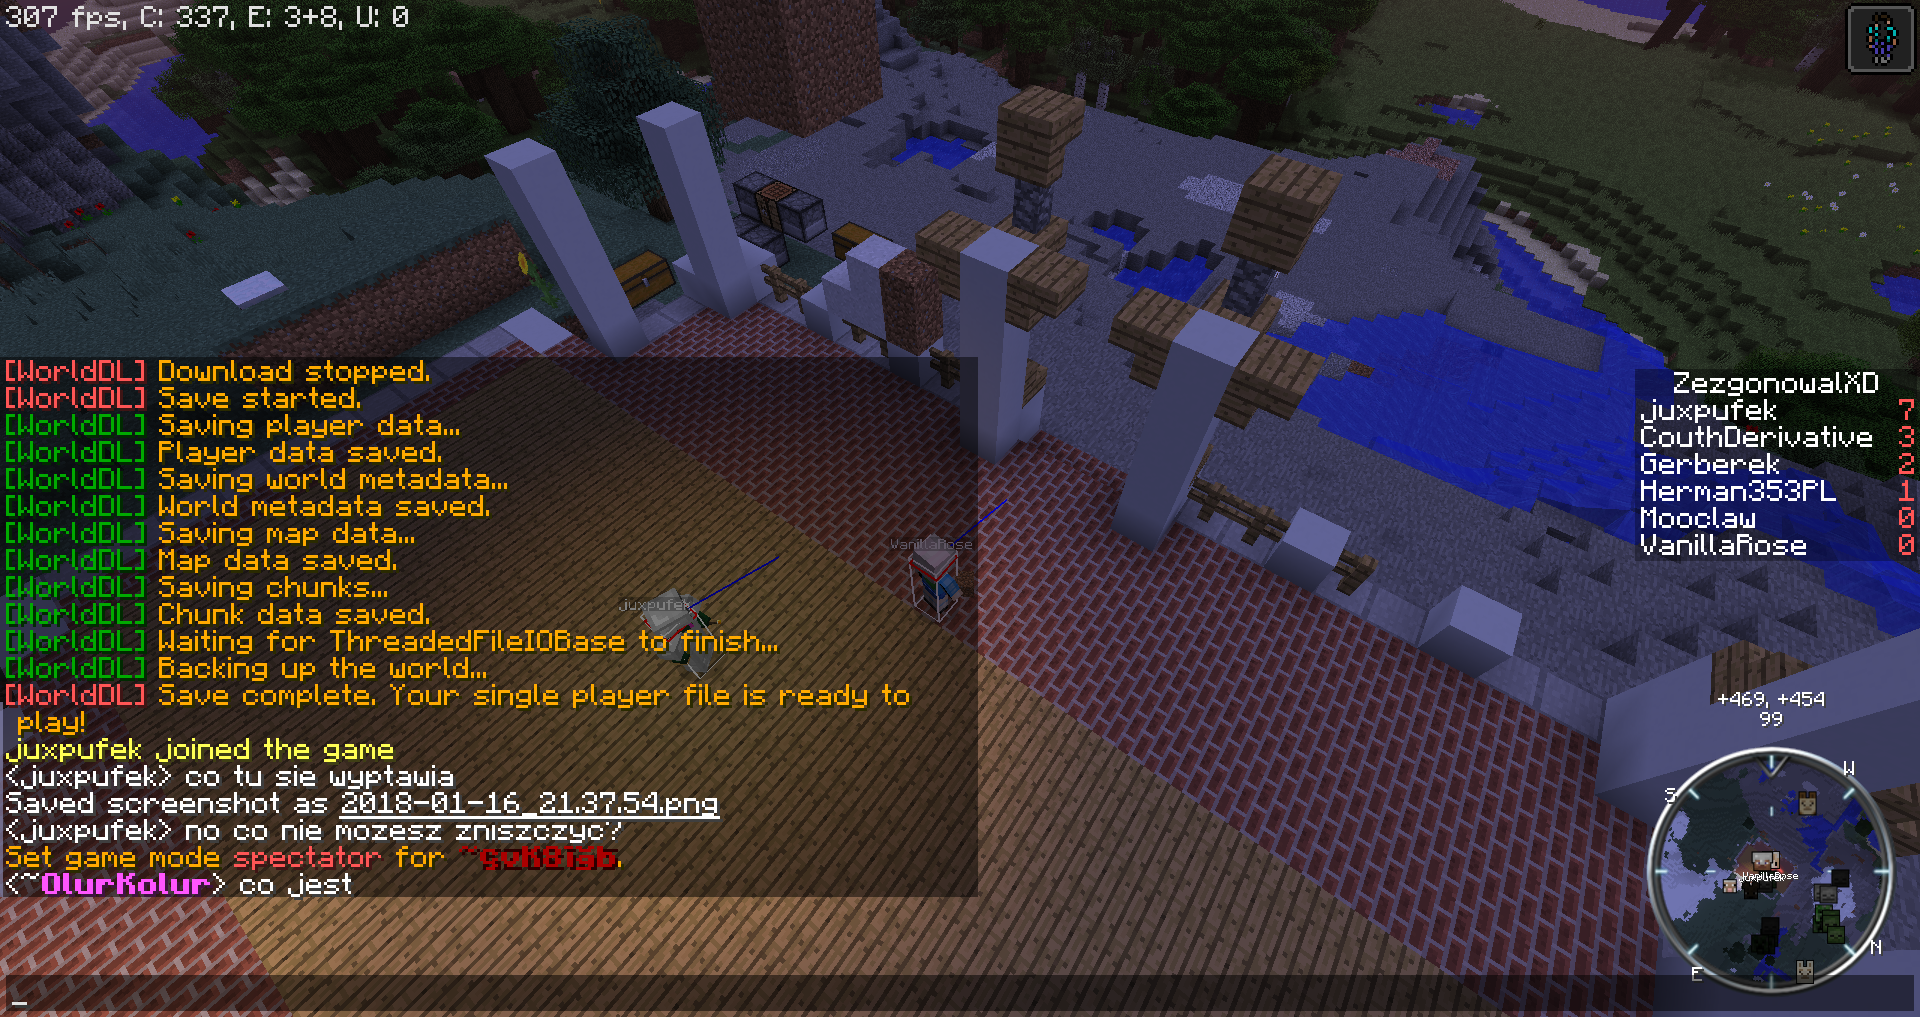 307 fps, C: 337, E: 3+8, U: 0
[WorldDL] Download stopped.
[WorldDL] Save started.
[WorldDL] Saving player data...
[WorldDL] Player data saved.
[WorldDL] Saving world metadata...
[WorldDL] World metadata saved.
[WorldDL] Saving map data...
[WorldDL] Map data saved.
[WorldDL] Saving chunks...
[WorldDL] Chunk data saved.
[WorldDL] Waiting for ThreadedFileIOBase to finish...
[WorldDL] Backing up the world...
[WorldDL] Save complete. Your single player file is ready to
play!
juxpufek joined the game
<juxpufek> co tu sie wyptawia
Saved screenshot as 2018-01-16_21.37.54.png
<juxpufek> no co nie mozesz zniszczyc?
Set game mode spectator for
<~OlurKolur> co jest
_
VanillaRose
juxpufek
ZezgonowalXD
juxpufek 7
CouthDerivative 3
Gerberek 2
Herman353PL 1
Mooclaw 0
VanillaRose 0
+469, +454
99
W
S
VanillaRose
juxpufek
N
E